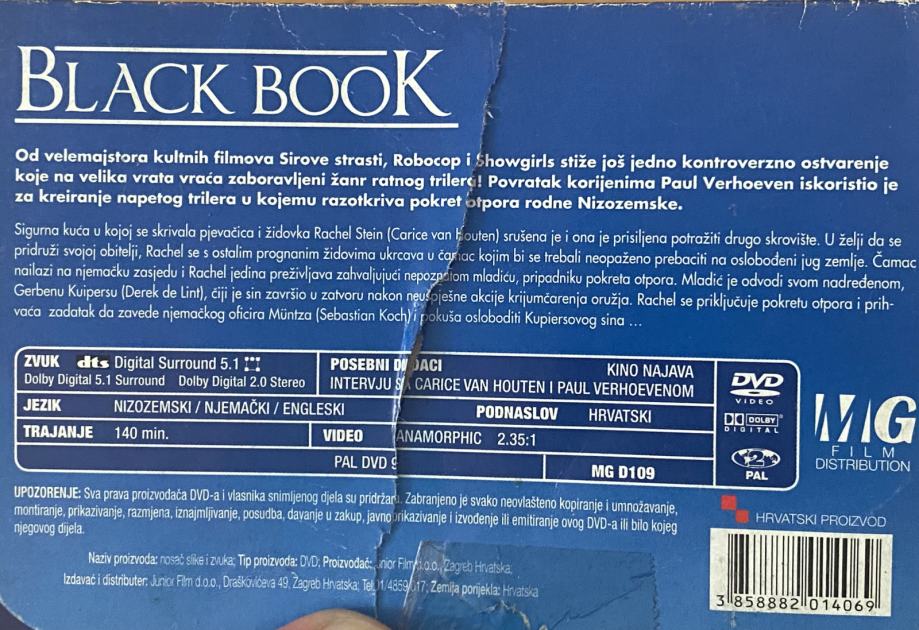 BLACK BOOK
Od velemajstora kultnih filmova Sirove strasti, Robocop i Showgirls stiže još jedno kontroverzno ostvarenje
koje na velika vrata vraća zaboravljeni žanr ratnog trilera! Povratak korijenima Paul Verhoeven iskoristio je
za kreiranje napetog trilera u kojemu razotkriva pokret otpora rodne Nizozemske.
Sigurna kuća u kojoj se skrivala pjevačica i židovka Rachel Stein (Carice van Houten) srušena je i ona je prisiljena potražiti drugo skrovište. U želji da se
pridruži svojoj obitelji, Rachel se s ostalim prognanim židovima ukrcava u čamac kojim bi se trebali neopaženo prebaciti na oslobođeni jug zemlje. Čamac
nailazi na njemačku zasjedu i Rachel jedina preživljava zahvaljujući nepoznatom mladiću, pripadniku pokreta otpora. Mladić je odvodi svom nadređenom,
Gerbenu Kuipersu (Derek de Lint), čiji je sin završio u zatvoru nakon neuspješne akcije krijumčarenja oružja. Rachel se priključuje pokretu otpora i prih-
vaća zadatak da zavede njemačkog oficira Müntza (Sebastian Koch) i pokuša osloboditi Kupiersovog sina ...
ZVUK dts Digital Surround 5.1
Dolby Digital 5.1 Surround Dolby Digital 2.0 Stereo
POSEBNI DODACI KINO NAJAVA
INTERVJU SA CARICE VAN HOUTEN I PAUL VERHOEVENOM
JEZIK NIZOZEMSKI / NJEMAČKI / ENGLESKI
PODNASLOV HRVATSKI
TRAJANJE 140 min.
VIDEO ANAMORPHIC 2.35:1
PAL DVD 9
MG D109
DVD
VIDEO
DOLBY
DIGITAL
2
PAL
MG
FILM
DISTRIBUTION
UPOZORENJE: Sva prava proizvođača DVD-a i vlasnika snimljenog djela su pridržana. Zabranjeno je svako neovlašteno kopiranje i umnožavanje,
montiranje, prikazivanje, razmjena, iznajmljivanje, posudba, davanje u zakup, javno prikazivanje i izvođenje ili emitiranje ovog DVD-a ili bilo kojeg
njegovog dijela.
HRVATSKI PROIZVOD
Naziv proizvoda: nosač slike i zvuka; Tip proizvoda: DVD; Proizvođač: Junior Film d.o.o., Zagreb Hrvatska;
Izdavač i distributer: Junior Film d.o.o., Draškovićeva 49, Zagreb Hrvatska; Tel. 01/4859 017; Zemlja porijekla: Hrvatska
3 858882 014069